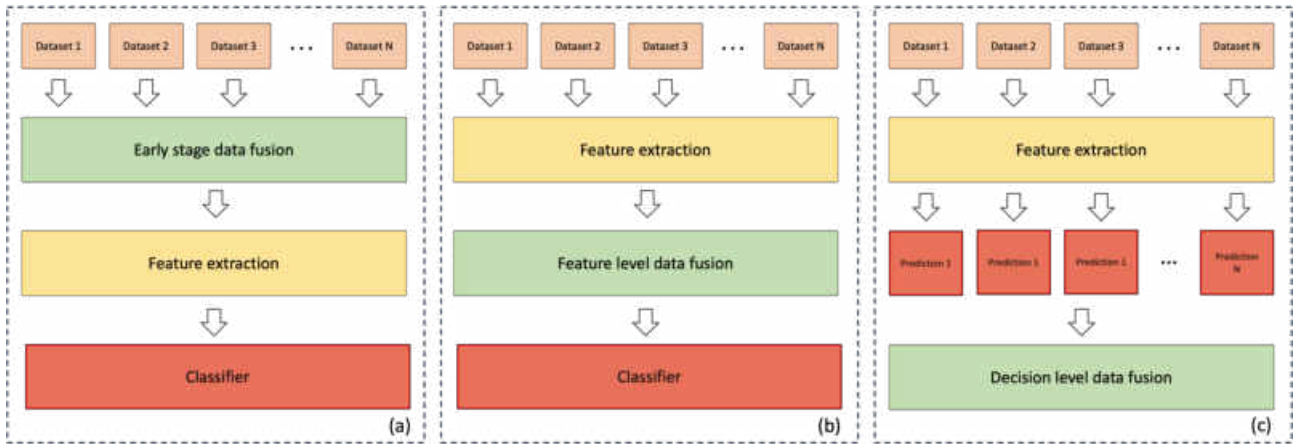 Dataset 1 Dataset 2 Dataset 3 ... Dataset N
Early stage data fusion
Feature extraction
Classifier
(a)
Dataset 1 Dataset 2 Dataset 3 ... Dataset N
Feature extraction
Feature level data fusion
Classifier
(b)
Dataset 1 Dataset 2 Dataset 3 ... Dataset N
Feature extraction
Prediction 1 Prediction 1 Prediction 1 ... Prediction
N
Decision level data fusion
(c)